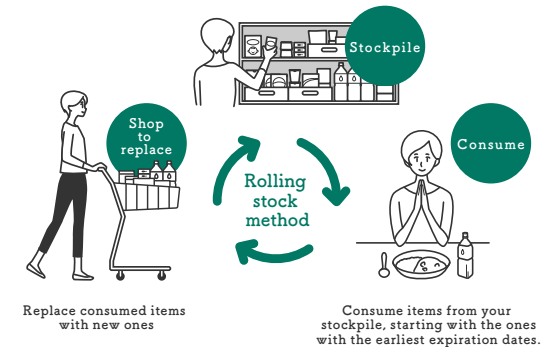 Stockpile
Shop
to
replace
Consume
Rolling
stock
method
Replace consumed items
with new ones
Consume items from your
stockpile, starting with the ones
with the earliest expiration dates.